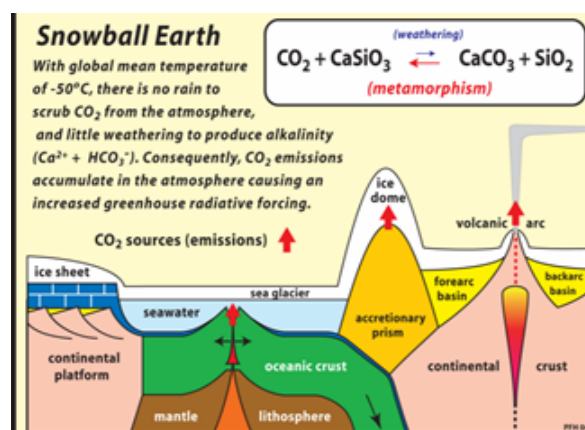 Snowball Earth
With global mean temperature
of -50°C, there is no rain to
scrub CO₂ from the atmosphere,
and little weathering to produce alkalinity
(Ca²⁺ + HCO₃⁻). Consequently, CO₂ emissions
accumulate in the atmosphere causing an
increased greenhouse radiative forcing.
(weathering)
CO₂ + CaSiO₃ CaCO₃ + SiO₂
(metamorphism)
CO₂ sources (emissions)
ice
dome
volcanic arc
ice sheet
sea glacier
seawater
forearc
basin
backarc
basin
accretionary
prism
continental
platform
oceanic crust
continental crust
mantle lithosphere